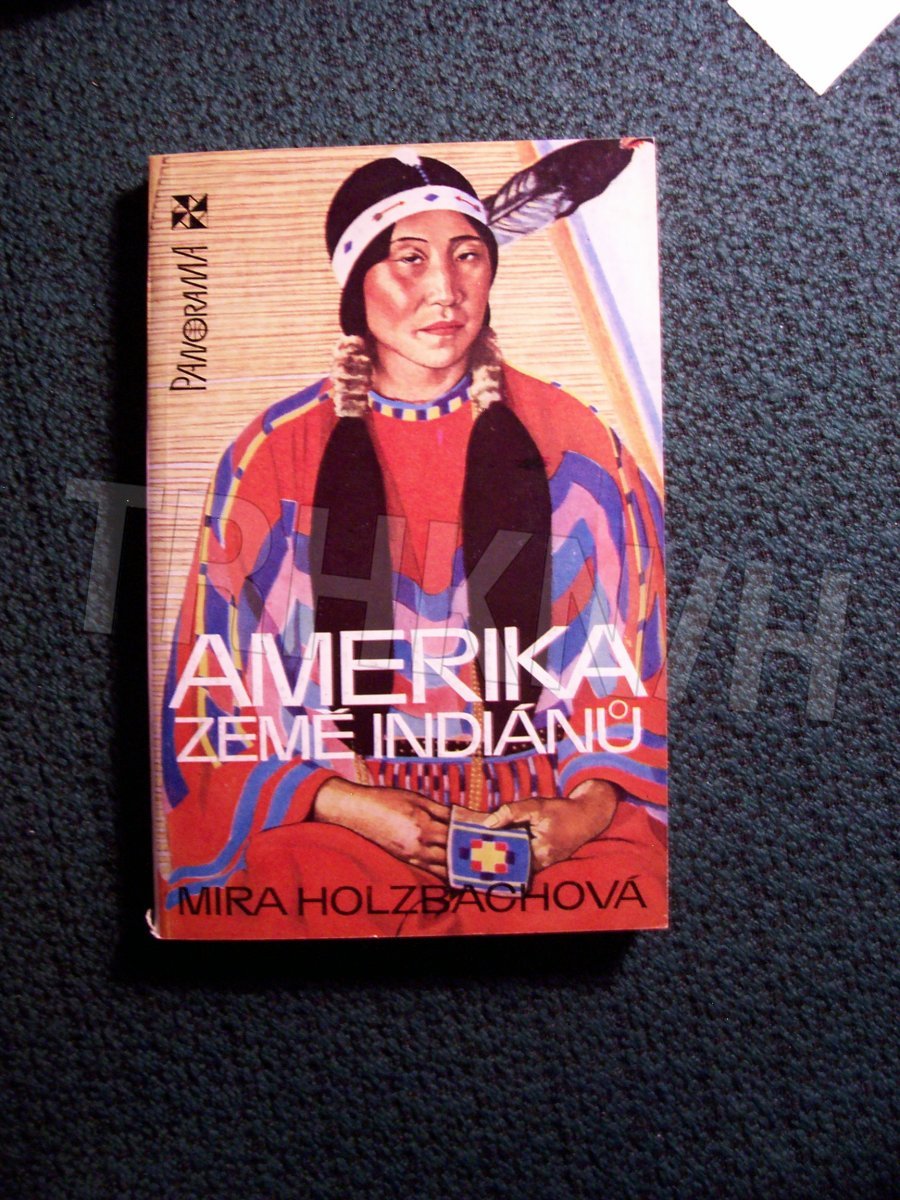 PANORAMA
AMERIKA
ZEMĚ INDIÁNŮ
MIRA HOLZBACHOVÁ